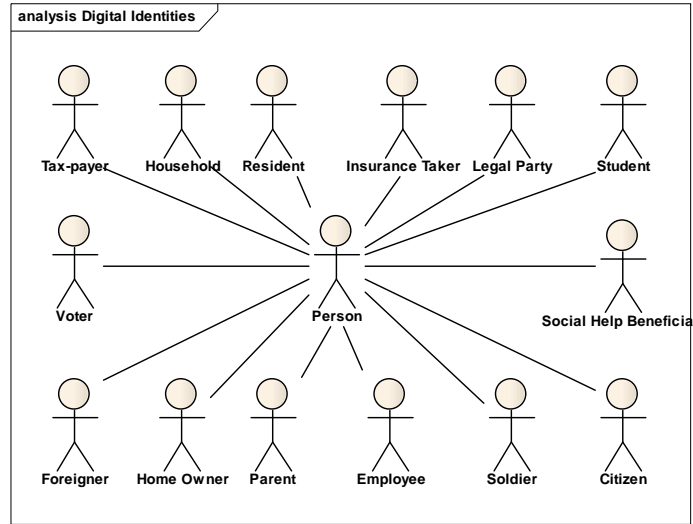 analysis Digital Identities
Tax-payer Household Resident Insurance Taker Legal Party Student
Voter Person Social Help Beneficia
Foreigner Home Owner Parent Employee Soldier Citizen